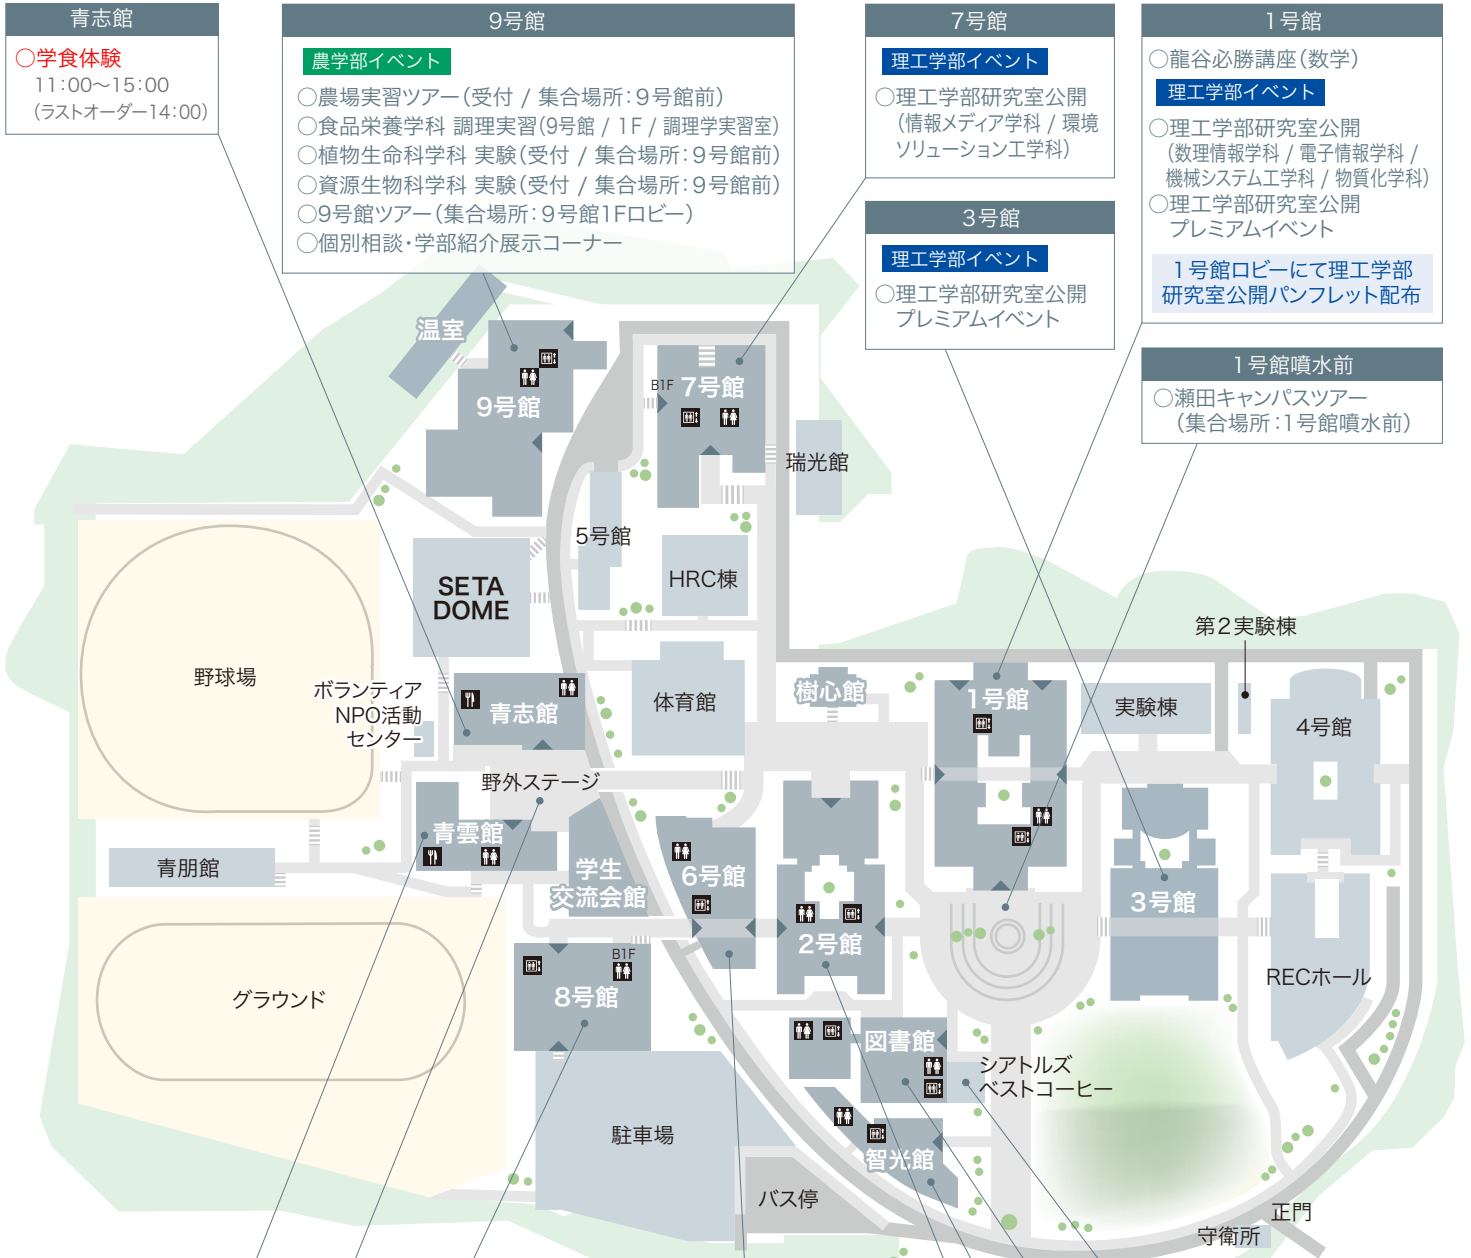 青志館
○学食体験
11:00〜15:00
(ラストオーダー14:00)
9号館
農学部イベント
○農場実習ツアー(受付 / 集合場所:9号館前)
○食品栄養学科 調理実習(9号館 / 1F / 調理学実習室)
○植物生命科学科 実験(受付 / 集合場所:9号館前)
○資源生物科学科 実験(受付 / 集合場所:9号館前)
○9号館ツアー(集合場所:9号館1Fロビー)
○個別相談・学部紹介展示コーナー
7号館
理工学部イベント
○理工学部研究室公開
(情報メディア学科 / 環境
ソリューション工学科)
3号館
理工学部イベント
○理工学部研究室公開
プレミアムイベント
1号館
○龍谷必勝講座(数学)
理工学部イベント
○理工学部研究室公開
(数理情報学科 / 電子情報学科 /
機械システム工学科 / 物質化学科)
○理工学部研究室公開
プレミアムイベント
1号館ロビーにて理工学部
研究室公開パンフレット配布
1号館噴水前
○瀬田キャンパスツアー
(集合場所:1号館噴水前)
温室
9号館
B1F
7号館
瑞光館
5号館
HRC棟
SETA
DOME
野球場
ボランティア
NPO活動
センター
青志館
体育館
樹心館
1号館
実験棟
第2実験棟
4号館
野外ステージ
青雲館
青朋館
学生
交流会館
6号館
2号館
3号館
RECホール
グラウンド
B1F
8号館
図書館
シアトルズ
ベストコーヒー
駐車場
智光館
バス停
正門
守衛所